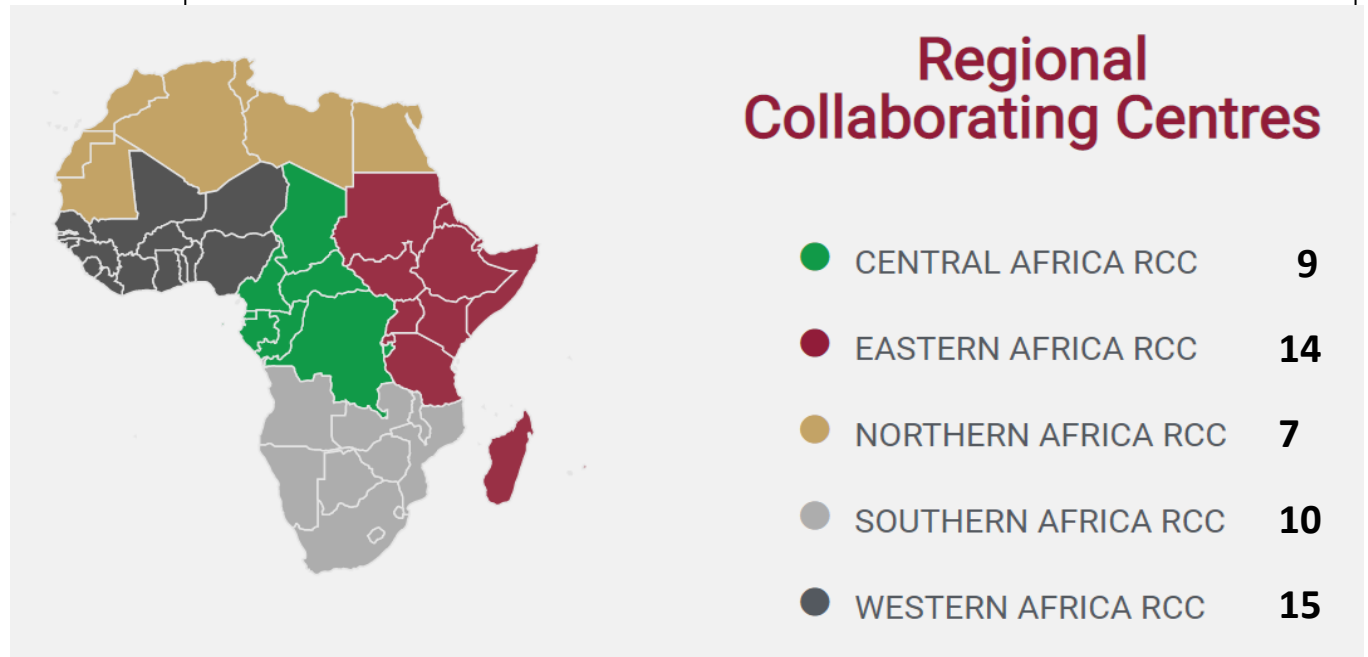 Regional
Collaborating Centres
CENTRAL AFRICA RCC 9
EASTERN AFRICA RCC 14
NORTHERN AFRICA RCC 7
SOUTHERN AFRICA RCC 10
WESTERN AFRICA RCC 15